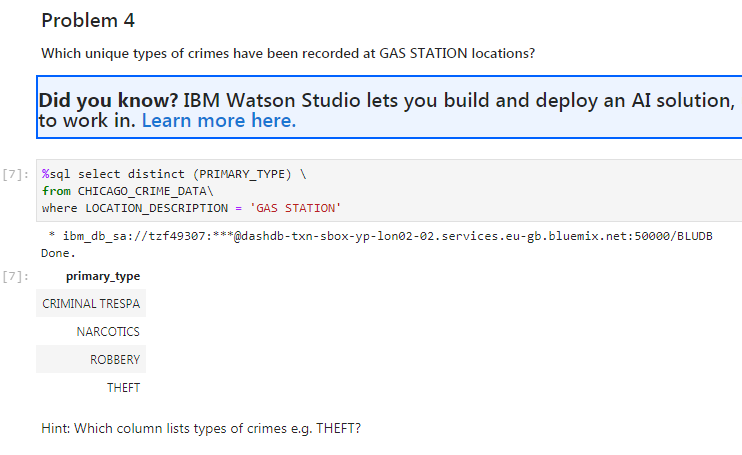 Problem 4
Which unique types of crimes have been recorded at GAS STATION locations?
Did you know? IBM Watson Studio lets you build and deploy an AI solution,
to work in. Learn more here.
[7]: %sql select distinct (PRIMARY_TYPE) \
from CHICAGO_CRIME_DATA\
where LOCATION_DESCRIPTION = 'GAS STATION'
* ibm_db_sa://tzf49307:***@dashdb-txn-sbox-yp-lon02-02.services.eu-gb.bluemix.net:50000/BLUDB
Done.
[7]: primary_type
CRIMINAL TRESPA
NARCOTICS
ROBBERY
THEFT
Hint: Which column lists types of crimes e.g. THEFT?